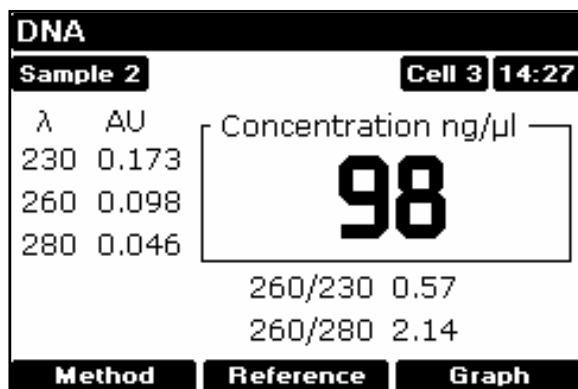 DNA
Sample 2 Cell 3 14:27
λ AU
230 0.173
260 0.098
280 0.046
Concentration ng/µl
98
260/230 0.57
260/280 2.14
Method Reference Graph